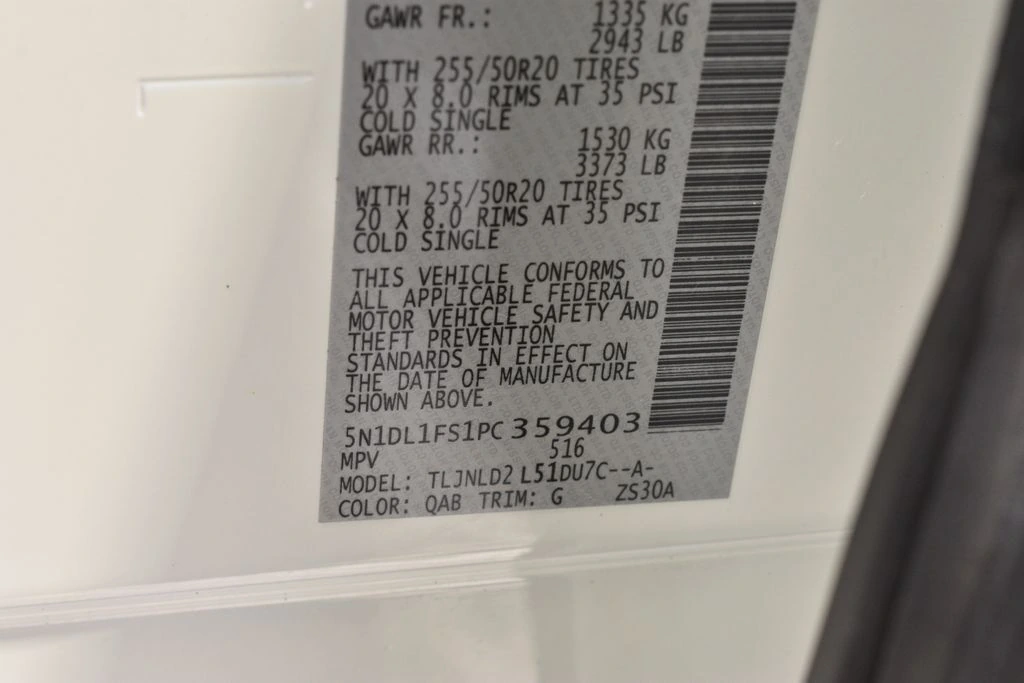 GAWR FR.: 1335 KG
2943 LB
WITH 255/50R20 TIRES
20 X 8.0 RIMS AT 35 PSI
COLD SINGLE
GAWR RR.: 1530 KG
3373 LB
WITH 255/50R20 TIRES
20 X 8.0 RIMS AT 35 PSI
COLD SINGLE
THIS VEHICLE CONFORMS TO
ALL APPLICABLE FEDERAL
MOTOR VEHICLE SAFETY AND
THEFT PREVENTION
STANDARDS IN EFFECT ON
THE DATE OF MANUFACTURE
SHOWN ABOVE.
5N1DL1FS1PC 359403
MPV 516
MODEL: TLJNLD2 L51DU7C--A-
COLOR: QAB TRIM: G ZS30A